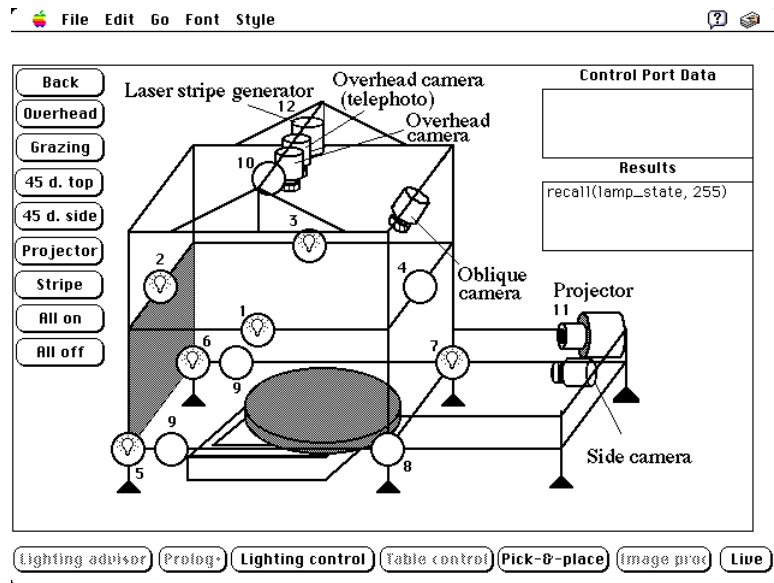 File Edit Go Font Style
Back
Overhead
Grazing
45 d. top
45 d. side
Projector
Stripe
All on
All off
Laser stripe generator
12
Overhead camera
(telephoto)
Overhead
camera
10
3
2
4
Oblique
camera
1
6
9
7
9
5
8
Projector
11
Side camera
Control Port Data
Results
recall(lamp_state, 255)
Lighting advisor
Prolog+
Lighting control
Table control
Pick-&-place
Image proc
Live